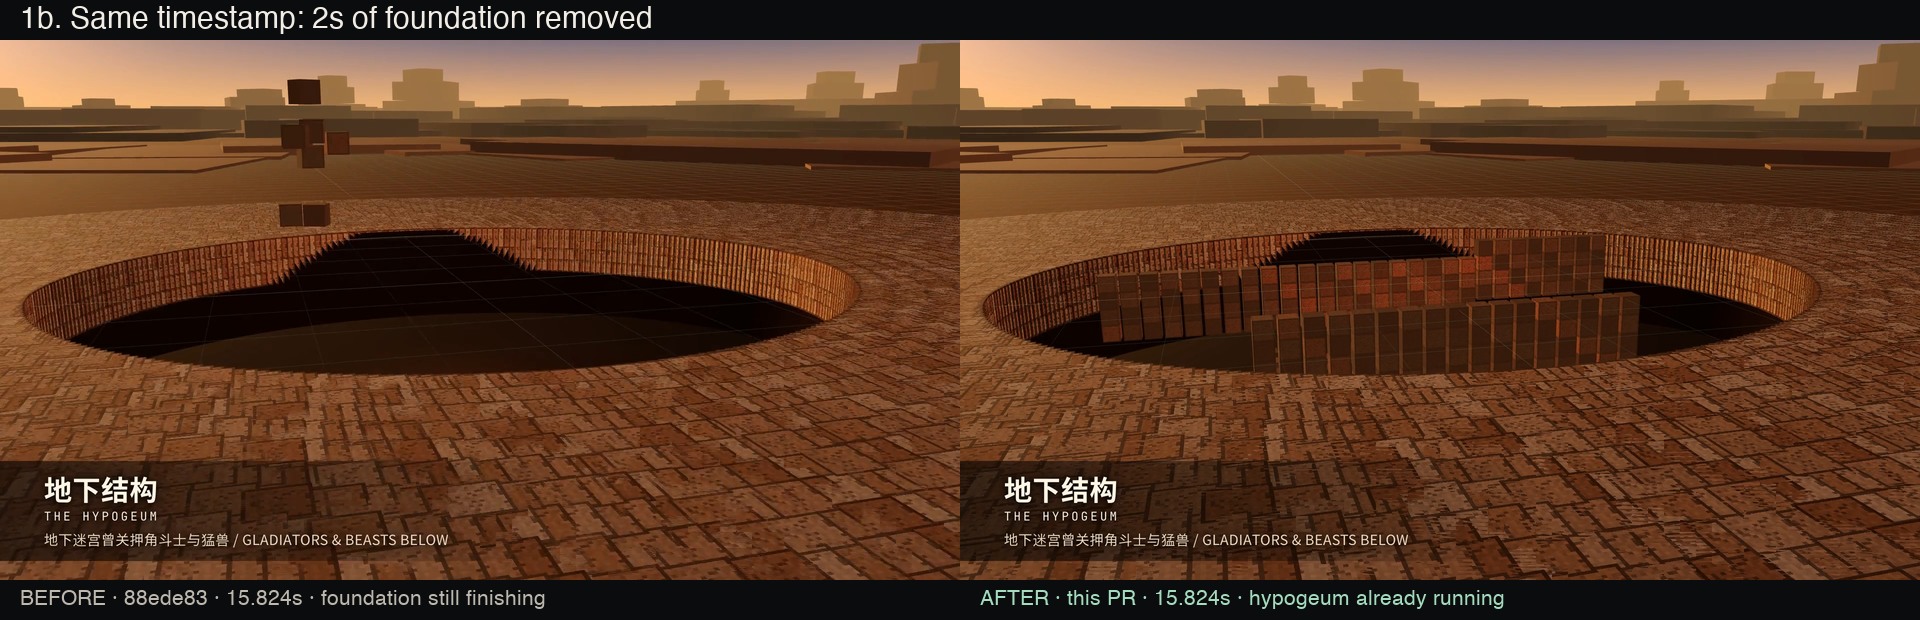 1b. Same timestamp: 2s of foundation removed
地下结构
THE HYPOGEUM
地下迷宫曾关押角斗士与猛兽 / GLADIATORS & BEASTS BELOW
地下结构
THE HYPOGEUM
地下迷宫曾关押角斗士与猛兽 / GLADIATORS & BEASTS BELOW
BEFORE · 88ede83 · 15.824s · foundation still finishing
AFTER · this PR · 15.824s · hypogeum already running